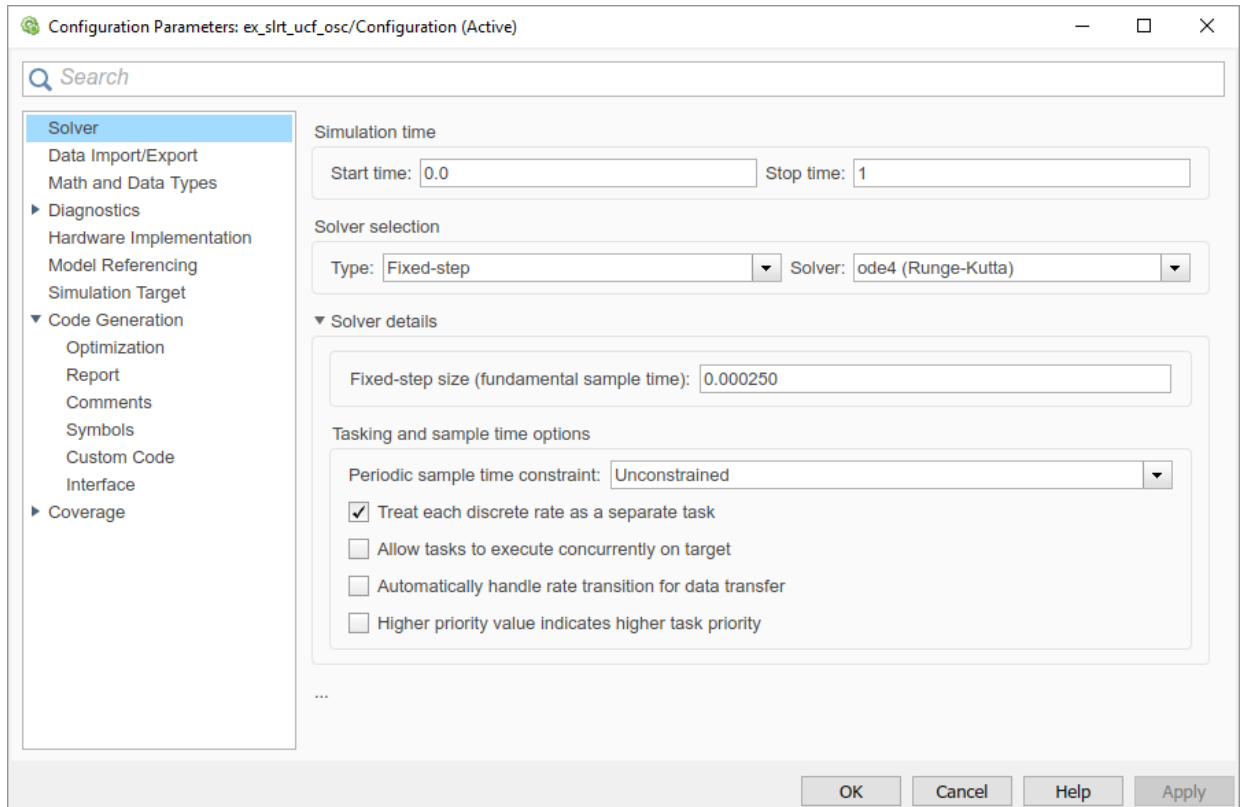 Configuration Parameters: ex_slrt_ucf_osc/Configuration (Active)
Search
Solver
Data Import/Export
Math and Data Types
Diagnostics
Hardware Implementation
Model Referencing
Simulation Target
Code Generation
Optimization
Report
Comments
Symbols
Custom Code
Interface
Coverage
Simulation time
Start time: 0.0 Stop time: 1
Solver selection
Type: Fixed-step Solver: ode4 (Runge-Kutta)
Solver details
Fixed-step size (fundamental sample time): 0.000250
Tasking and sample time options
Periodic sample time constraint: Unconstrained
Treat each discrete rate as a separate task
Allow tasks to execute concurrently on target
Automatically handle rate transition for data transfer
Higher priority value indicates higher task priority
...
OK Cancel Help Apply